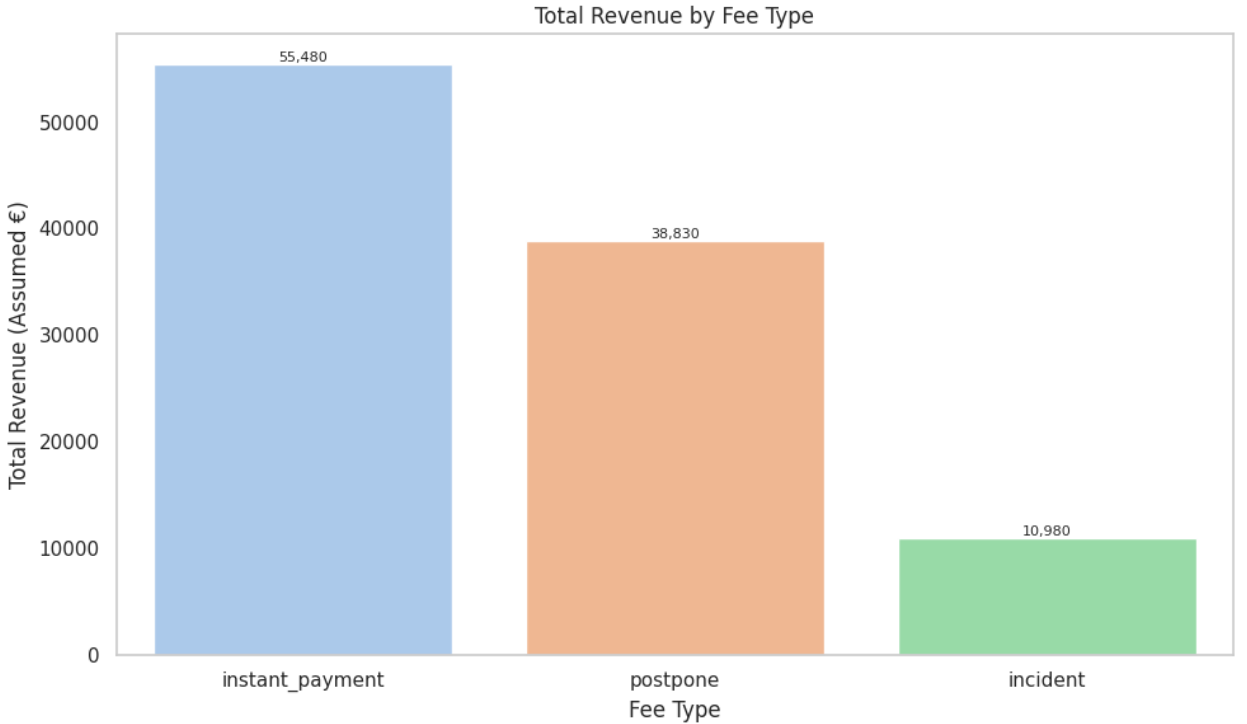 Total Revenue by Fee Type
Total Revenue (Assumed €)
50000
40000
30000
20000
10000
0
55,480
38,830
10,980
instant_payment
postpone
incident
Fee Type